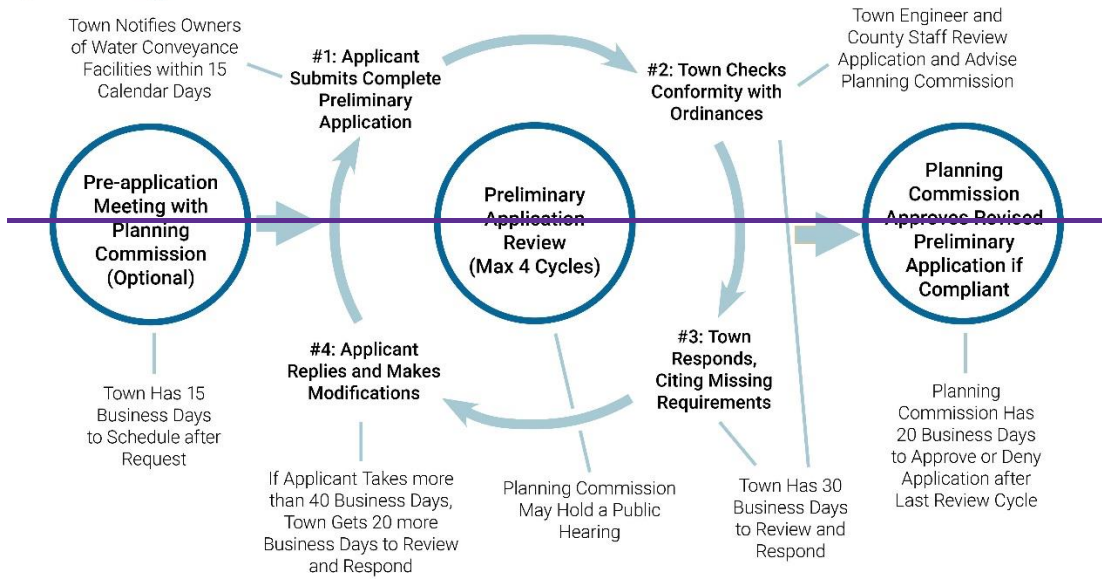 Town Notifies Owners
of Water Conveyance
Facilities within 15
Calendar Days
#1: Applicant
Submits Complete
Preliminary
Application
#2: Town Checks
Conformity with
Ordinances
Town Engineer and
County Staff Review
Application and Advise
Planning Commission
Pre-application
Meeting with
Planning
Commission
(Optional)
Preliminary
Application
Review
(Max 4 Cycles)
Planning
Commission
Approves Revised
Preliminary
Application if
Compliant
#4: Applicant
Replies and Makes
Modifications
#3: Town
Responds,
Citing Missing
Requirements
Town Has 15
Business Days
to Schedule after
Request
If Applicant Takes more
than 40 Business Days,
Town Gets 20 more
Business Days to Review
and Respond
Planning Commission
May Hold a Public
Hearing
Town Has 30
Business Days
to Review and
Respond
Planning
Commission Has
20 Business Days
to Approve or Deny
Application after
Last Review Cycle